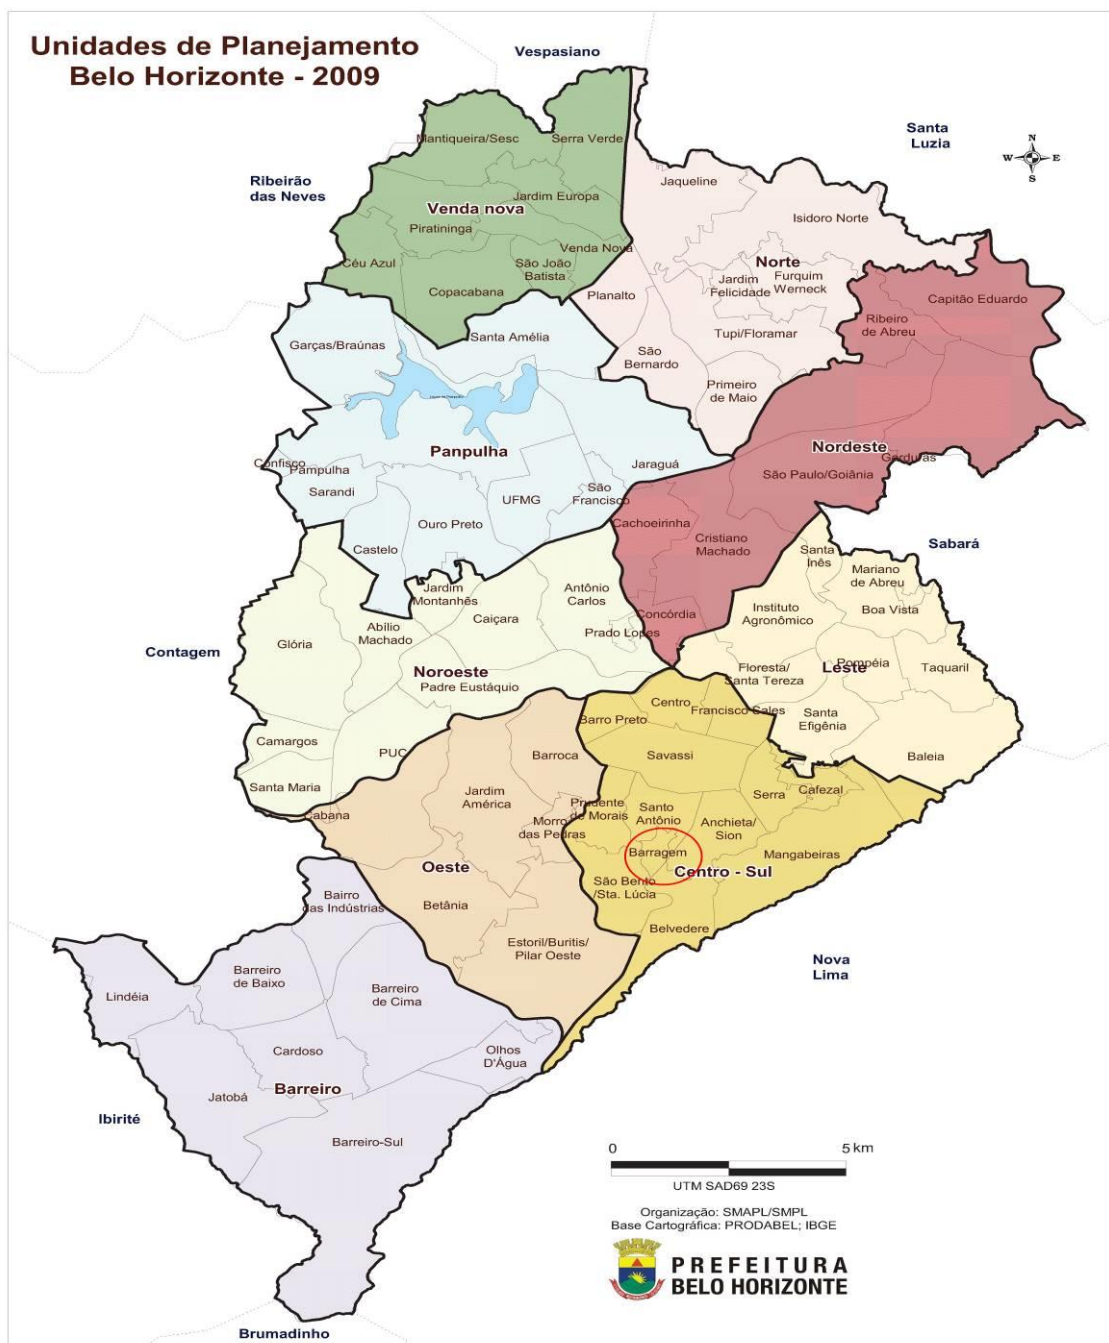 Unidades de Planejamento
Belo Horizonte - 2009
Vespasiano
Santa
Luzia
N
W
E
S
Ribeirão
das Neves
Mantiqueira/Sesc
Serra Verde
Jardim Europa
Venda nova
Piratininga
Venda Nova
Céu Azul
São João
Batista
Copacabana
Jaqueline
Isidoro Norte
Norte
Jardim
Felicidade
Furquim
Werneck
Planalto
Tupi/Floramar
São
Bernardo
Primeiro
de Maio
Capitão Eduardo
Ribeiro
de Abreu
Nordeste
Gorduras
São Paulo/Goiânia
Cachoeirinha
Cristiano
Machado
Concórdia
Garças/Braúnas
Santa Amélia
Panpulha
Confisco
Pampulha
Sarandi
Jaraguá
São
Francisco
UFMG
Ouro Preto
Castelo
Sabará
Contagem
Jardim
Montanhês
Antônio
Carlos
Abílio
Machado
Caiçara
Prado Lopes
Glória
Noroeste
Padre Eustáquio
Camargos
PUC
Santa Maria
Santa
Inês
Mariano
de Abreu
Instituto
Agronômico
Boa Vista
Floresta/
Santa Tereza
Pompéia
Leste
Taquaril
Santa
Efigênia
Baleia
Centro
Francisco Sales
Barro Preto
Savassi
Serra
Cafezal
Prudente
de Morais
Santo
Antônio
Anchieta/
Sion
Barragem
Mangabeiras
Centro - Sul
São Bento
/Sta. Lúcia
Belvedere
Barroca
Jardim
América
Cabana
Morro
das Pedras
Oeste
Betânia
Estoril/Buritis/
Pilar Oeste
Nova
Lima
Bairro
das Indústrias
Barreiro
de Baixo
Barreiro
de Cima
Lindéia
Cardoso
Olhos
D'Água
Jatobá
Barreiro
Barreiro-Sul
Ibirité
Brumadinho
0
5 km
UTM SAD69 23S
Organização: SMAPL/SMPL
Base Cartográfica: PRODABEL; IBGE
PREFEITURA
BELO HORIZONTE